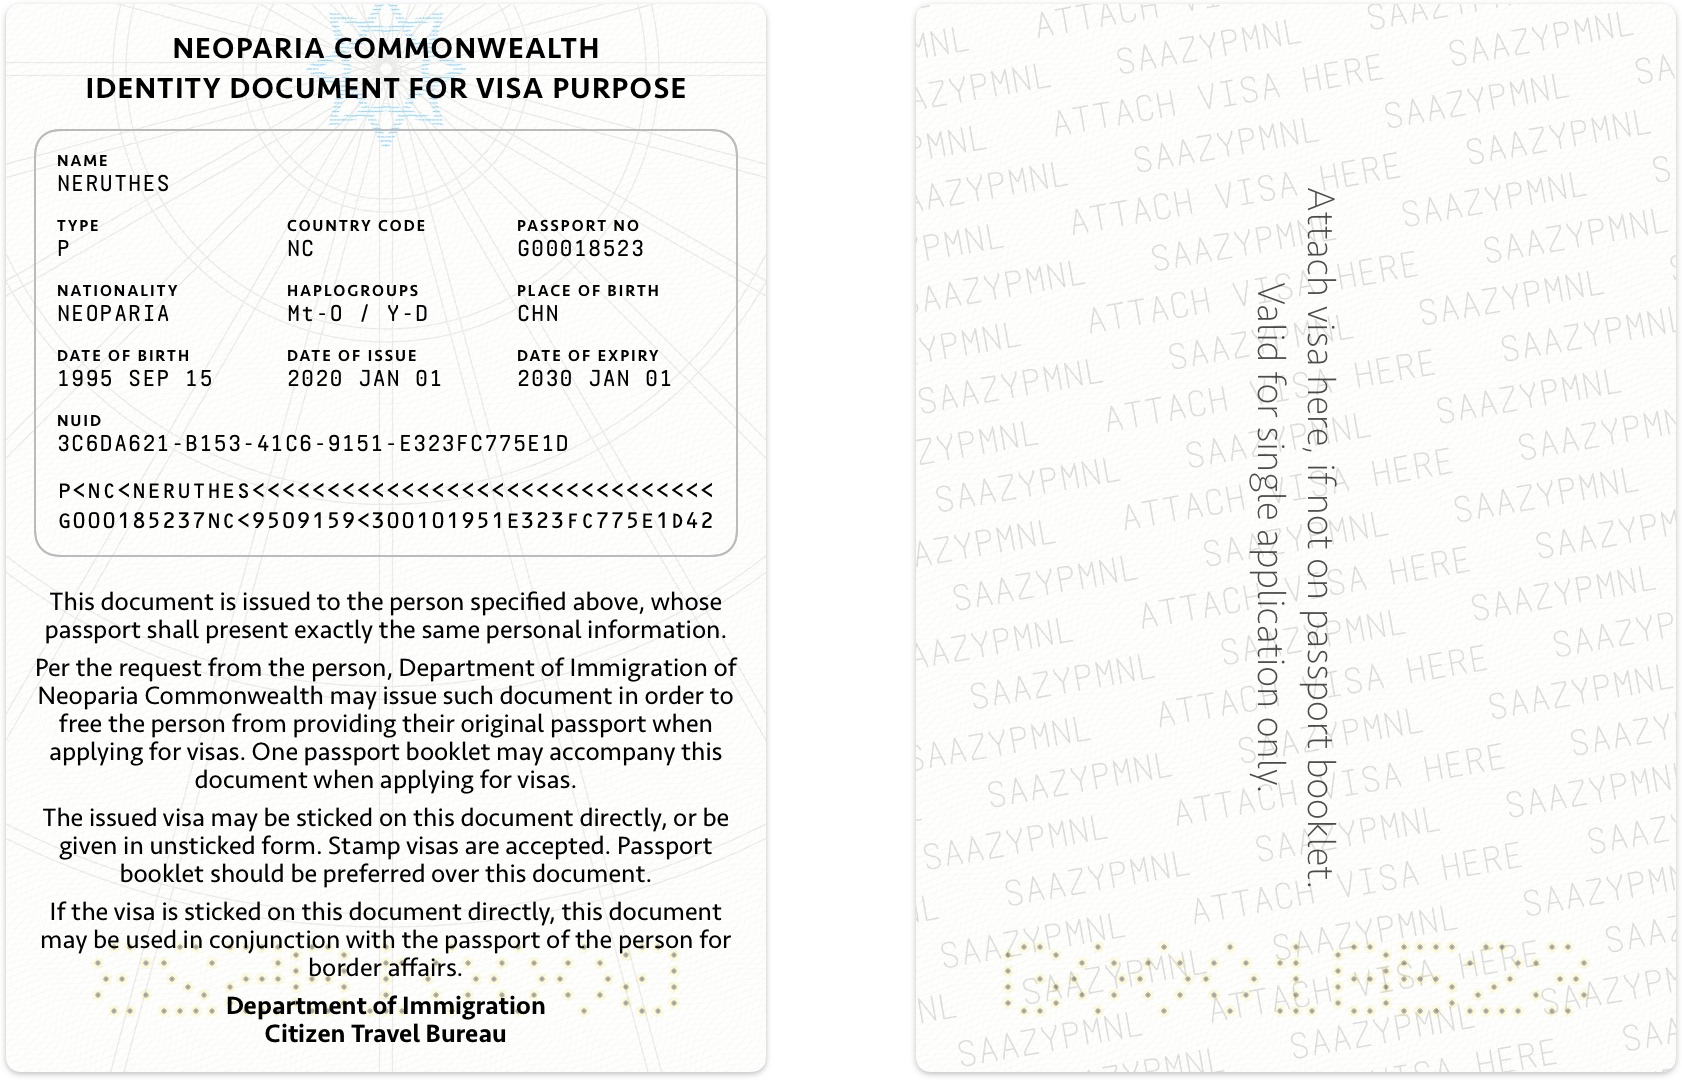 NEOPARIA COMMONWEALTH
IDENTITY DOCUMENT FOR VISA PURPOSE
NAME
NERUTHES
TYPE
P
COUNTRY CODE
NC
PASSPORT NO
G00018523
NATIONALITY
NEOPARIA
HAPLOGROUPS
Mt-O / Y-D
PLACE OF BIRTH
CHN
DATE OF BIRTH
1995 SEP 15
DATE OF ISSUE
2020 JAN 01
DATE OF EXPIRY
2030 JAN 01
NUID
3C6DA621-B153-41C6-9151-E323FC775E1D
P<NC<NERUTHES<<<<<<<<<<<<<<<<<<<<<<<<<<<<<<<
G000185237NC<9509159<300101951E323FC775E1D42
This document is issued to the person specified above, whose
passport shall present exactly the same personal information.
Per the request from the person, Department of Immigration of
Neoparia Commonwealth may issue such document in order to
free the person from providing their original passport when
applying for visas. One passport booklet may accompany this
document when applying for visas.
The issued visa may be sticked on this document directly, or be
given in unsticked form. Stamp visas are accepted. Passport
booklet should be preferred over this document.
If the visa is sticked on this document directly, this document
may be used in conjunction with the passport of the person for
border affairs.
Department of Immigration
Citizen Travel Bureau
Attach visa here, if not on passport booklet.
Valid for single application only.
SAAZYPMNL
ATTACH VISA HERE
G00018523